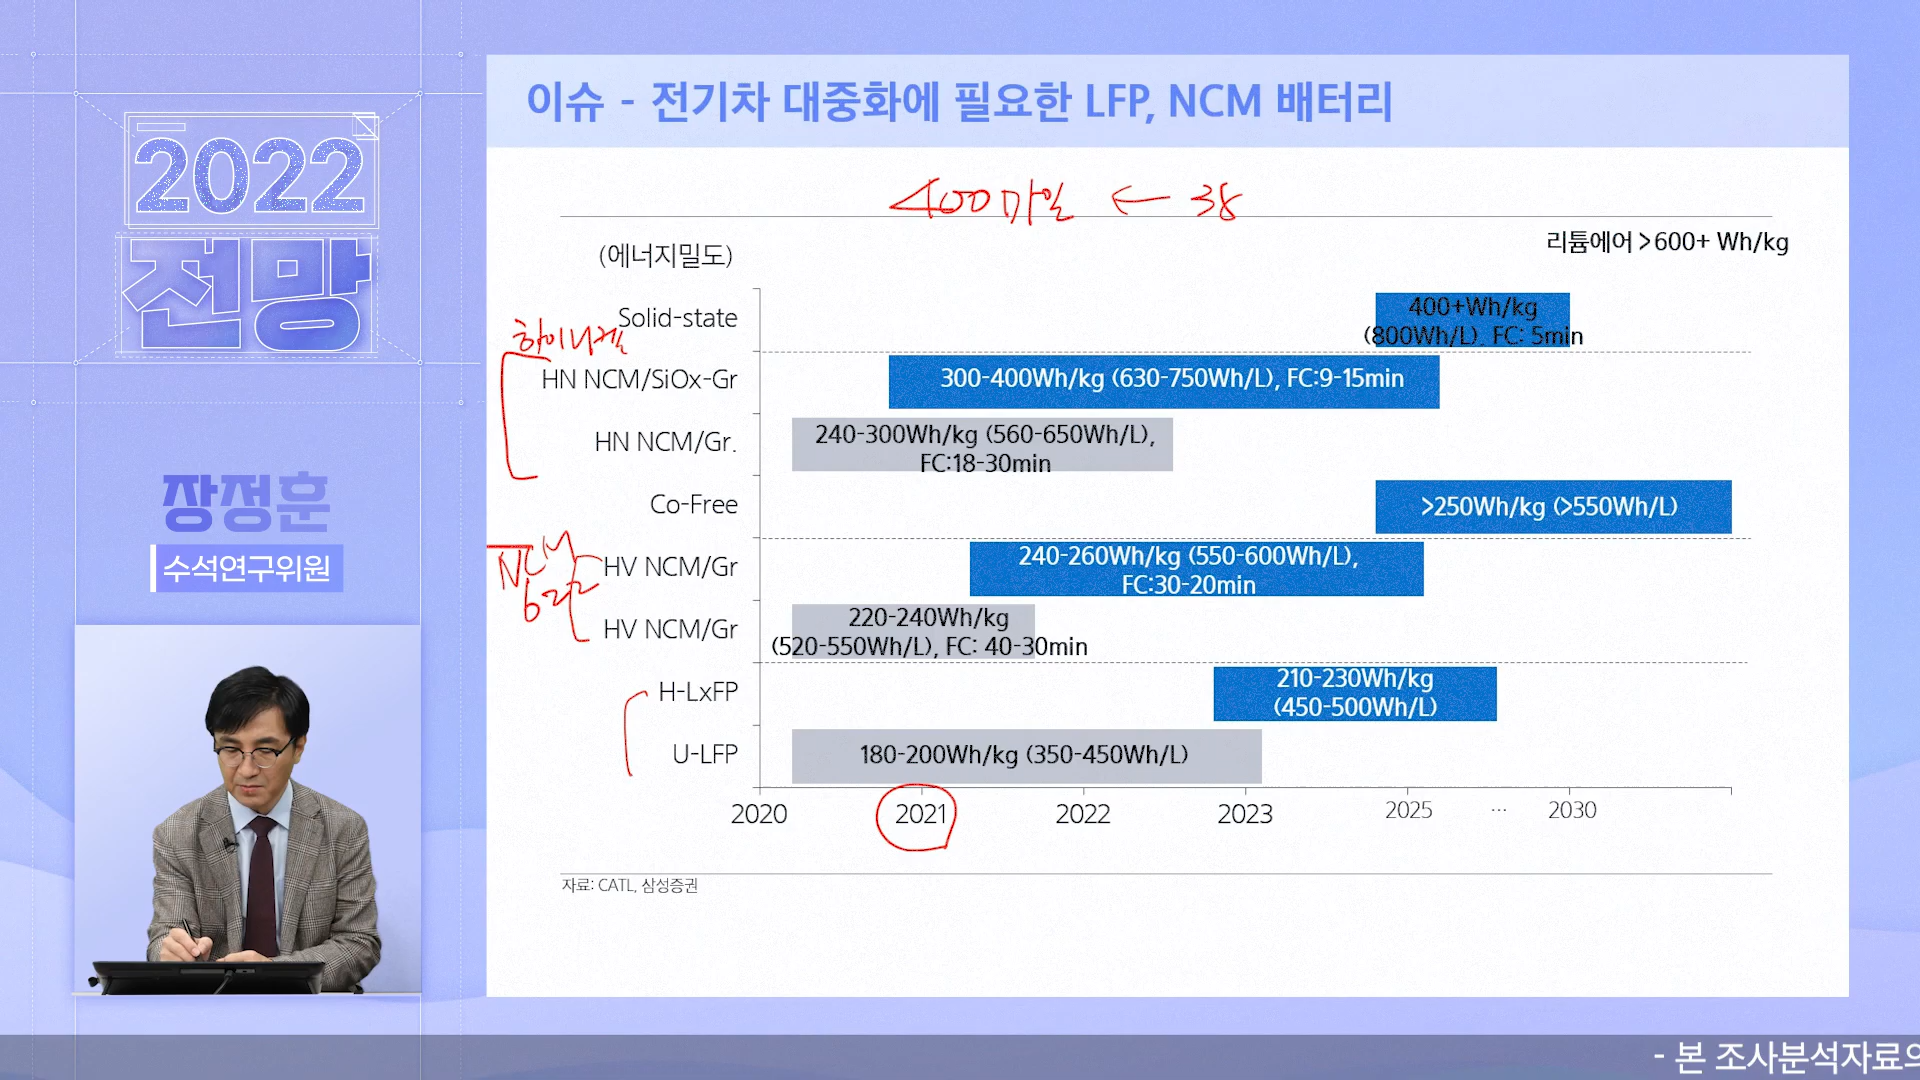 2022
전망
장정훈
수석연구위원
이슈 - 전기차 대중화에 필요한 LFP, NCM 배터리
400마일 ←
(에너지밀도)
리튬에어 >600+ Wh/kg
Solid-state
400+Wh/kg
(800Wh/L), FC: 5min
하이니켈
HN NCM/SiOx-Gr
300-400Wh/kg (630-750Wh/L), FC:9-15min
HN NCM/Gr.
240-300Wh/kg (560-650Wh/L),
FC:18-30min
Co-Free
>250Wh/kg (>550Wh/L)
NCM
622
HV NCM/Gr
240-260Wh/kg (550-600Wh/L),
FC:30-20min
HV NCM/Gr
220-240Wh/kg
(520-550Wh/L), FC: 40-30min
H-LxFP
210-230Wh/kg
(450-500Wh/L)
U-LFP
180-200Wh/kg (350-450Wh/L)
2020 2021 2022 2023 2025 ··· 2030
자료: CATL, 삼성증권
- 본 조사분석자료의